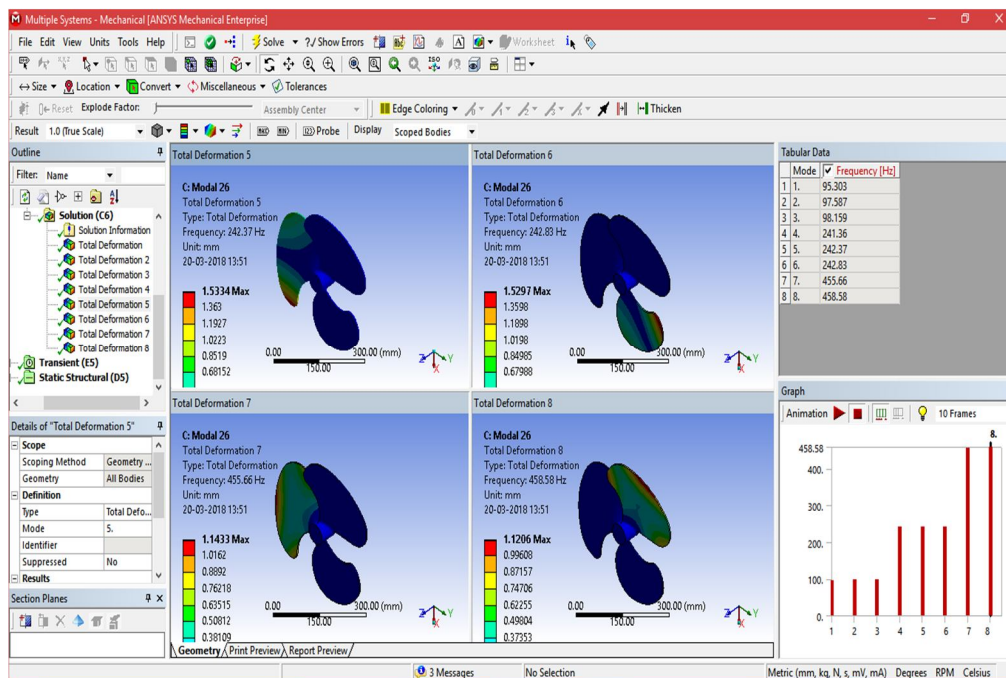 Multiple Systems - Mechanical [ANSYS Mechanical Enterprise]
File Edit View Units Tools Help Solve ?/ Show Errors Worksheet
Size Location Convert Miscellaneous Tolerances
Reset Explode Factor: Assembly Center Edge Coloring Thicken
Result 1.0 (True Scale) Probe Display Scoped Bodies
Outline
Filter: Name
Solution (C6)
Solution Information
Total Deformation
Total Deformation 2
Total Deformation 3
Total Deformation 4
Total Deformation 5
Total Deformation 6
Total Deformation 7
Total Deformation 8
Transient (E5)
Static Structural (D5)
Details of "Total Deformation 5"
Scope
Scoping Method Geometry ...
Geometry All Bodies
Definition
Type Total Defo...
Mode 5.
Identifier
Suppressed No
Results
Section Planes
Total Deformation 5
C: Modal 26
Total Deformation 5
Type: Total Deformation
Frequency: 242.37 Hz
Unit: mm
20-03-2018 13:51
1.5334 Max
1.363
1.1927
1.0223
0.8519
0.68152
0.00 300.00 (mm)
150.00
Z Y
X
Total Deformation 6
C: Modal 26
Total Deformation 6
Type: Total Deformation
Frequency: 242.83 Hz
Unit: mm
20-03-2018 13:51
1.5297 Max
1.3598
1.1898
1.0198
0.84985
0.67988
0.00 300.00 (mm)
150.00
Z Y
X
Total Deformation 7
C: Modal 26
Total Deformation 7
Type: Total Deformation
Frequency: 455.66 Hz
Unit: mm
20-03-2018 13:51
1.1433 Max
1.0162
0.8892
0.76218
0.63515
0.50812
0.38109
0.00 300.00 (mm)
150.00
Z Y
X
Total Deformation 8
C: Modal 26
Total Deformation 8
Type: Total Deformation
Frequency: 458.58 Hz
Unit: mm
20-03-2018 13:51
1.1206 Max
0.99608
0.87157
0.74706
0.62255
0.49804
0.37353
0.00 300.00 (mm)
150.00
Z Y
X
Geometry Print Preview Report Preview
Tabular Data
Mode Frequency [Hz]
1 1. 95.303
2 2. 97.587
3 3. 98.159
4 4. 241.36
5 5. 242.37
6 6. 242.83
7 7. 455.66
8 8. 458.58
Graph
Animation 10 Frames
8.
458.58
400.
300.
200.
100.
0.
1 2 3 4 5 6 7 8
3 Messages No Selection Metric (mm, kg, N, s, mV, mA) Degrees RPM Celsius